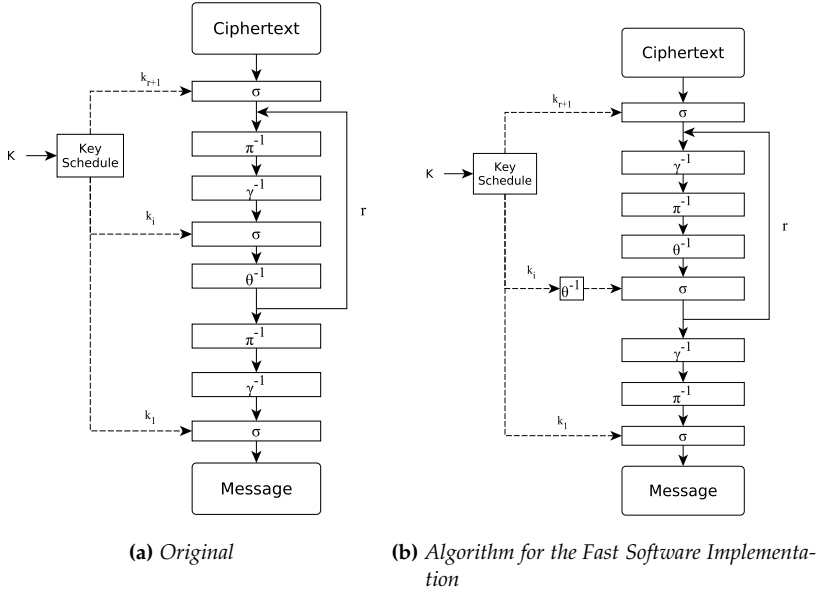 Ciphertext
k_{r+1}
σ
π^{-1}
K
Key
Schedule
γ^{-1}
r
k_i
σ
θ^{-1}
π^{-1}
γ^{-1}
k_1
σ
Message
(a) Original
Ciphertext
k_{r+1}
σ
γ^{-1}
K
Key
Schedule
π^{-1}
r
θ^{-1}
k_i
θ^{-1}
σ
γ^{-1}
π^{-1}
k_1
σ
Message
(b) Algorithm for the Fast Software Implementa-
tion